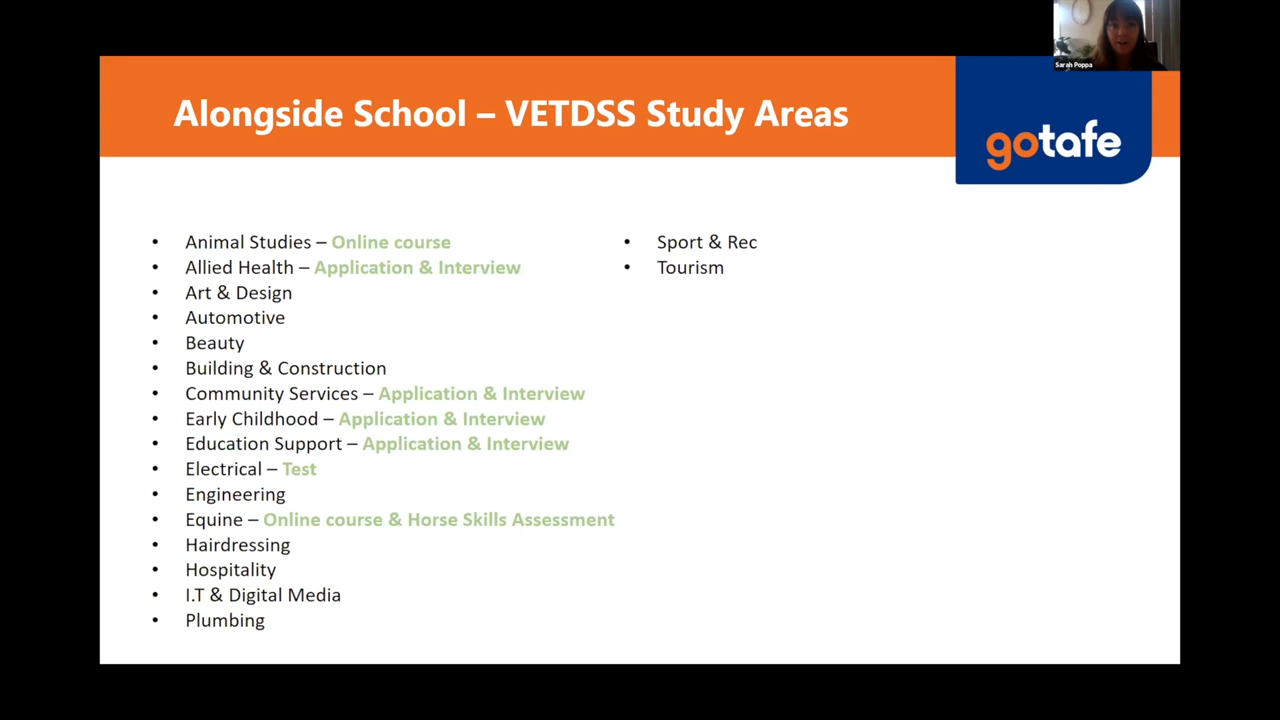 Sarah Poppa
Alongside School – VETDSS Study Areas
gotafe
• Animal Studies – Online course
• Allied Health – Application & Interview
• Art & Design
• Automotive
• Beauty
• Building & Construction
• Community Services – Application & Interview
• Early Childhood – Application & Interview
• Education Support – Application & Interview
• Electrical – Test
• Engineering
• Equine – Online course & Horse Skills Assessment
• Hairdressing
• Hospitality
• I.T & Digital Media
• Plumbing
• Sport & Rec
• Tourism